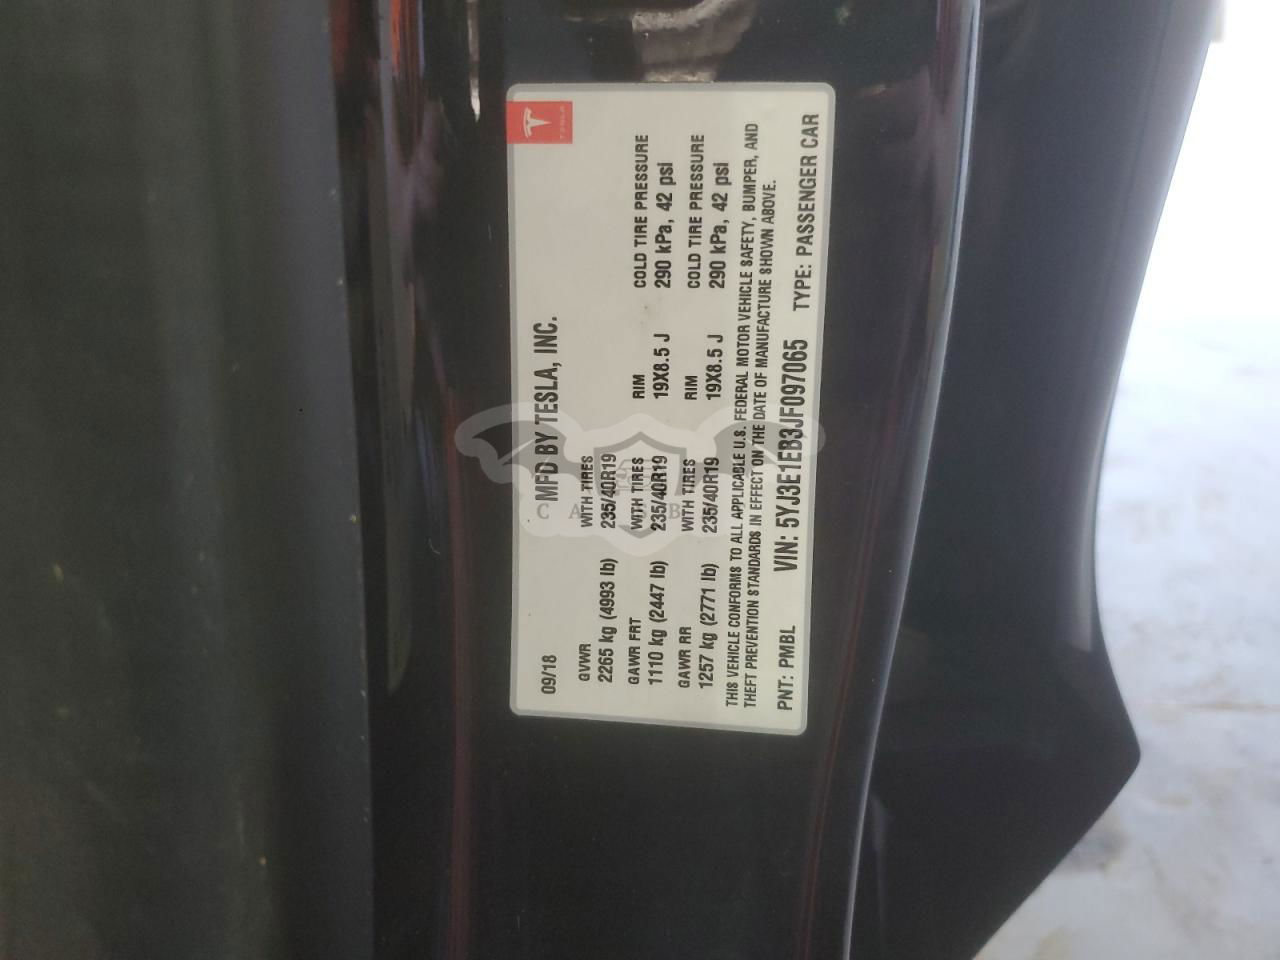 TESLA
MFD BY TESLA, INC.
09/18
GVWR WITH TIRES
2265 kg (4993 lb) 235/40R19
GAWR FRT WITH TIRES RIM COLD TIRE PRESSURE
1110 kg (2447 lb) 235/40R19 19X8.5 J 290 kPa, 42 psi
GAWR RR WITH TIRES RIM COLD TIRE PRESSURE
1257 kg (2771 lb) 235/40R19 19X8.5 J 290 kPa, 42 psi
THIS VEHICLE CONFORMS TO ALL APPLICABLE U.S. FEDERAL MOTOR VEHICLE SAFETY, BUMPER, AND
THEFT PREVENTION STANDARDS IN EFFECT ON THE DATE OF MANUFACTURE SHOWN ABOVE.
PNT: PMBL VIN: 5YJ3E1EB3JF097065 TYPE: PASSENGER CAR